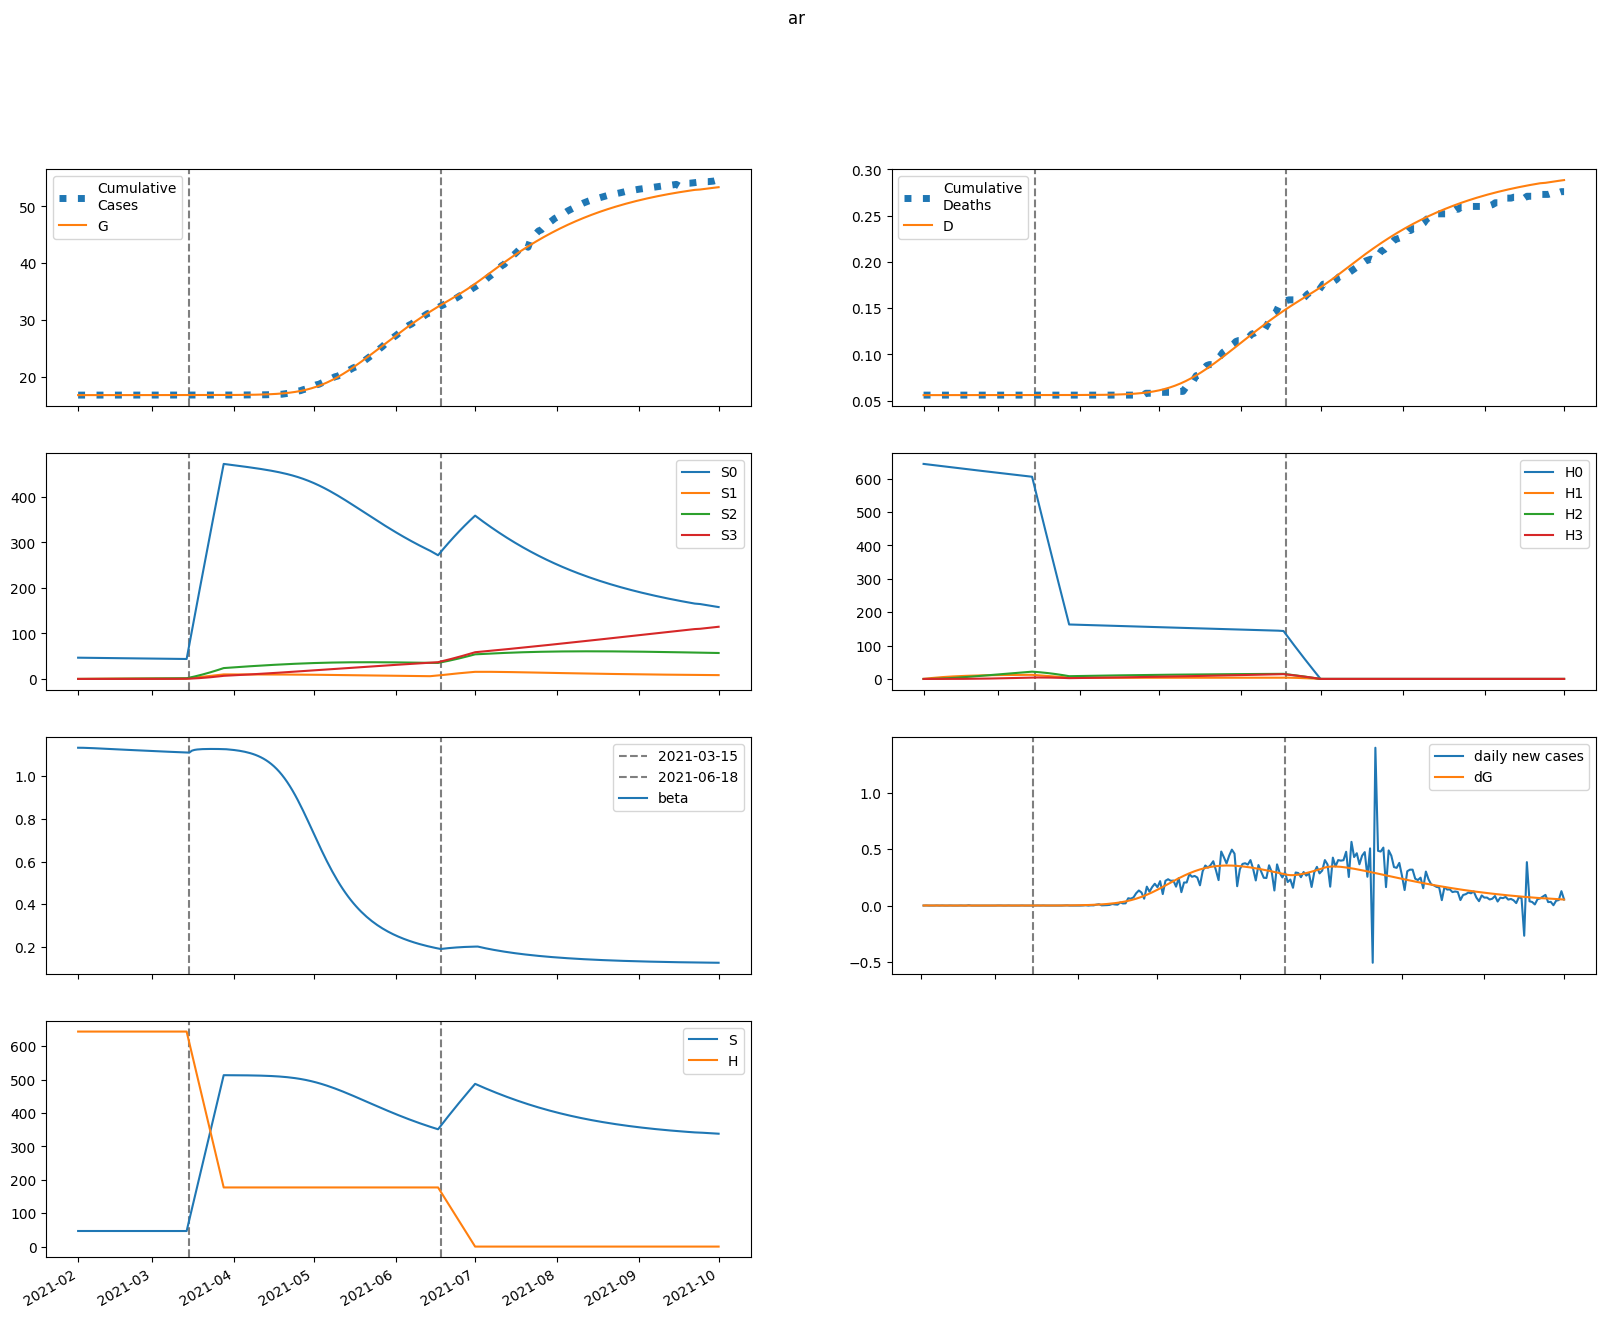 ar
Cumulative
Cases
G
50
40
30
20
Cumulative
Deaths
D
0.30
0.25
0.20
0.15
0.10
0.05
S0
S1
S2
S3
400
300
200
100
0
H0
H1
H2
H3
600
500
400
300
200
100
0
2021-03-15
2021-06-18
beta
1.0
0.8
0.6
0.4
0.2
daily new cases
dG
1.0
0.5
0.0
−0.5
S
H
600
500
400
300
200
100
0
2021-02
2021-03
2021-04
2021-05
2021-06
2021-07
2021-08
2021-09
2021-10